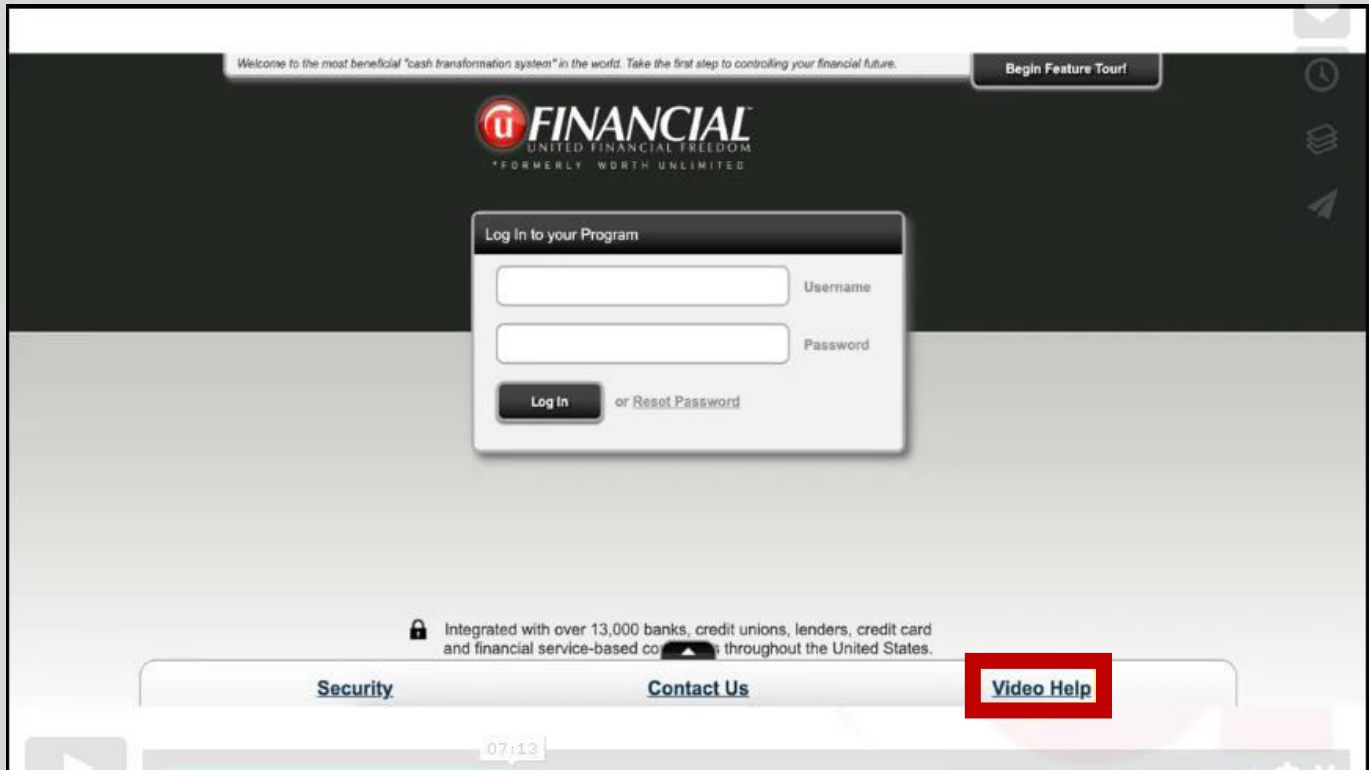 Welcome to the most beneficial "cash transformation system" in the world. Take the first step to controlling your financial future.
Begin Feature Tour!
u FINANCIAL
UNITED FINANCIAL FREEDOM
*FORMERLY WORTH UNLIMITED
Log In to your Program
Username
Password
Log In or Reset Password
Integrated with over 13,000 banks, credit unions, lenders, credit card
and financial service-based throughout the United States.
Security Contact Us Video Help
07:13